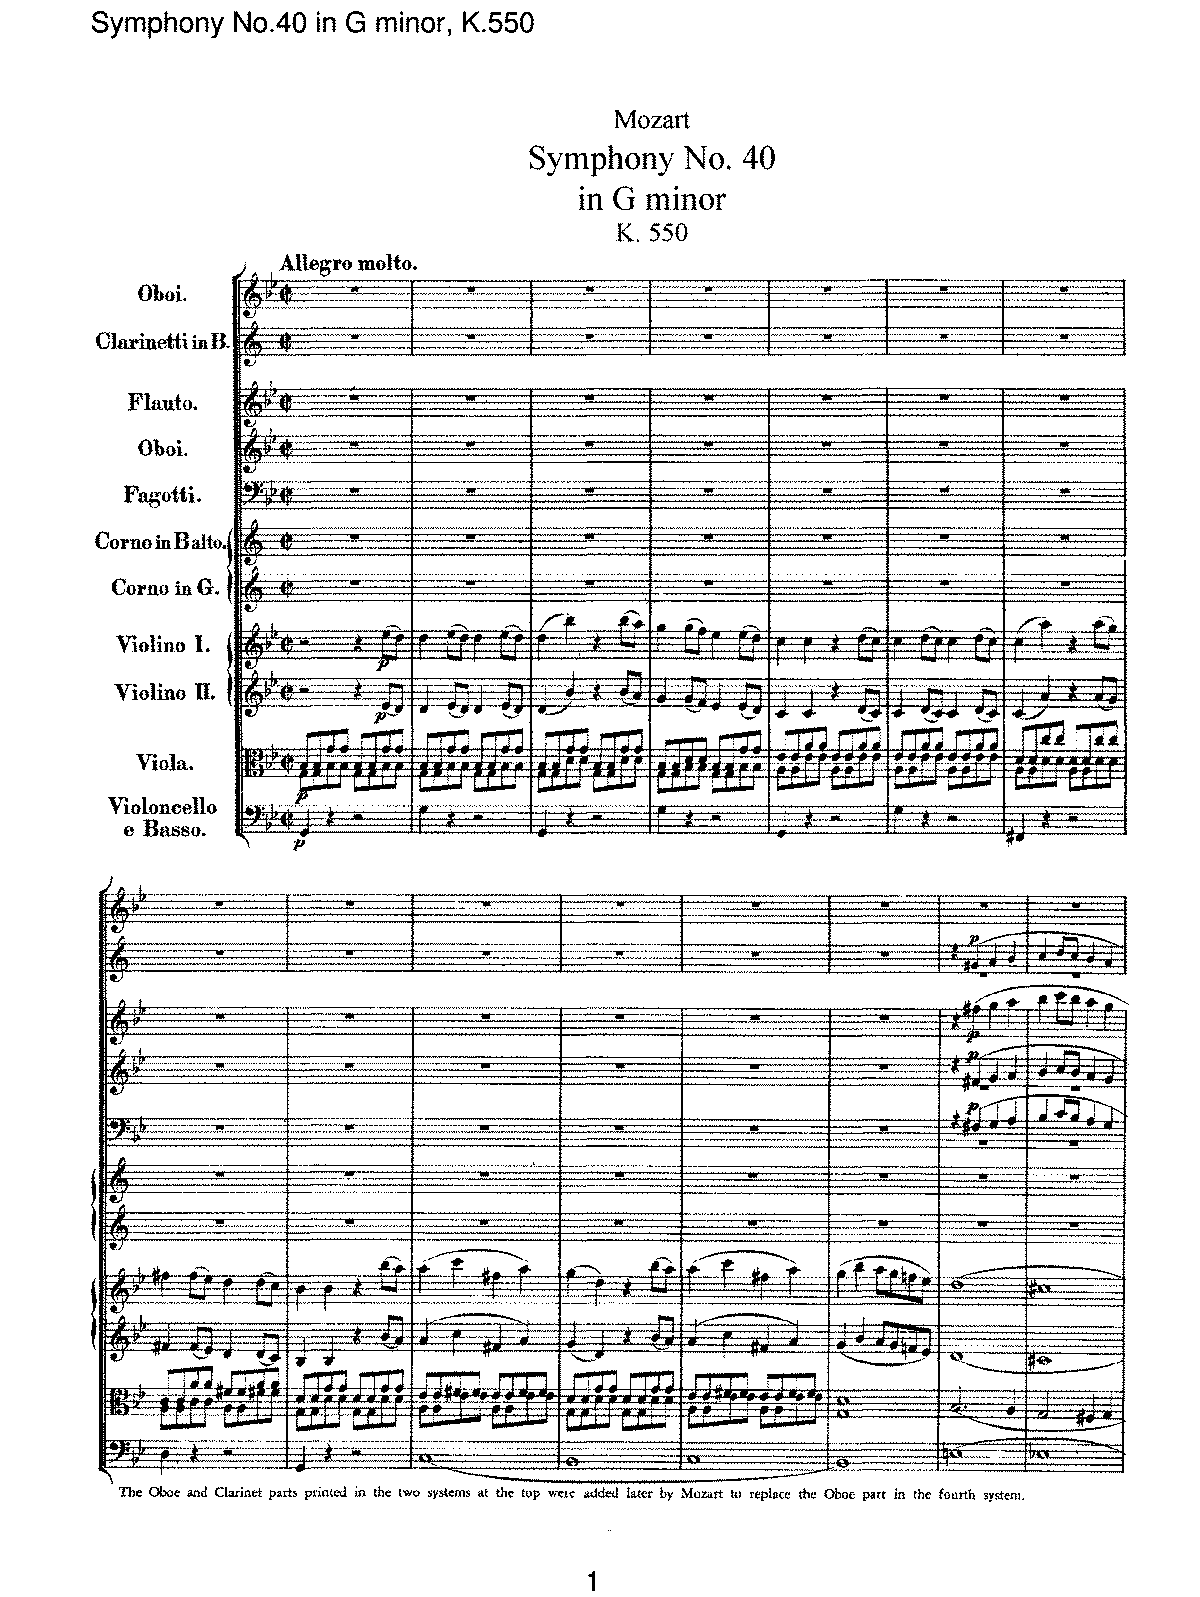 Symphony No.40 in G minor, K.550
Mozart
Symphony No. 40
in G minor
K. 550
Allegro molto.
Oboi.
Clarinetti in B.
Flauto.
Oboi.
Fagotti.
Corno in B alto.
Corno in G.
Violino I.
p
Violino II.
p
Viola.
p
Violoncello
e Basso.
p
p
p
p
p
The Oboe and Clarinet parts printed in the two systems at the top were added later by Mozart to replace the Oboe part in the fourth system.
1